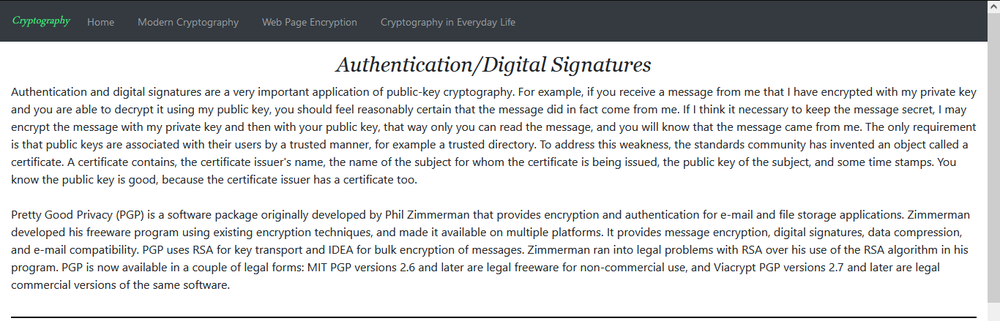 Cryptography Home Modern Cryptography Web Page Encryption Cryptography in Everyday Life
Authentication/Digital Signatures
Authentication and digital signatures are a very important application of public-key cryptography. For example, if you receive a message from me that I have encrypted with my private key
and you are able to decrypt it using my public key, you should feel reasonably certain that the message did in fact come from me. If I think it necessary to keep the message secret, I may
encrypt the message with my private key and then with your public key, that way only you can read the message, and you will know that the message came from me. The only requirement
is that public keys are associated with their users by a trusted manner, for example a trusted directory. To address this weakness, the standards community has invented an object called a
certificate. A certificate contains, the certificate issuer's name, the name of the subject for whom the certificate is being issued, the public key of the subject, and some time stamps. You
know the public key is good, because the certificate issuer has a certificate too.
Pretty Good Privacy (PGP) is a software package originally developed by Phil Zimmerman that provides encryption and authentication for e-mail and file storage applications. Zimmerman
developed his freeware program using existing encryption techniques, and made it available on multiple platforms. It provides message encryption, digital signatures, data compression,
and e-mail compatibility. PGP uses RSA for key transport and IDEA for bulk encryption of messages. Zimmerman ran into legal problems with RSA over his use of the RSA algorithm in his
program. PGP is now available in a couple of legal forms: MIT PGP versions 2.6 and later are legal freeware for non-commercial use, and Viacrypt PGP versions 2.7 and later are legal
commercial versions of the same software.